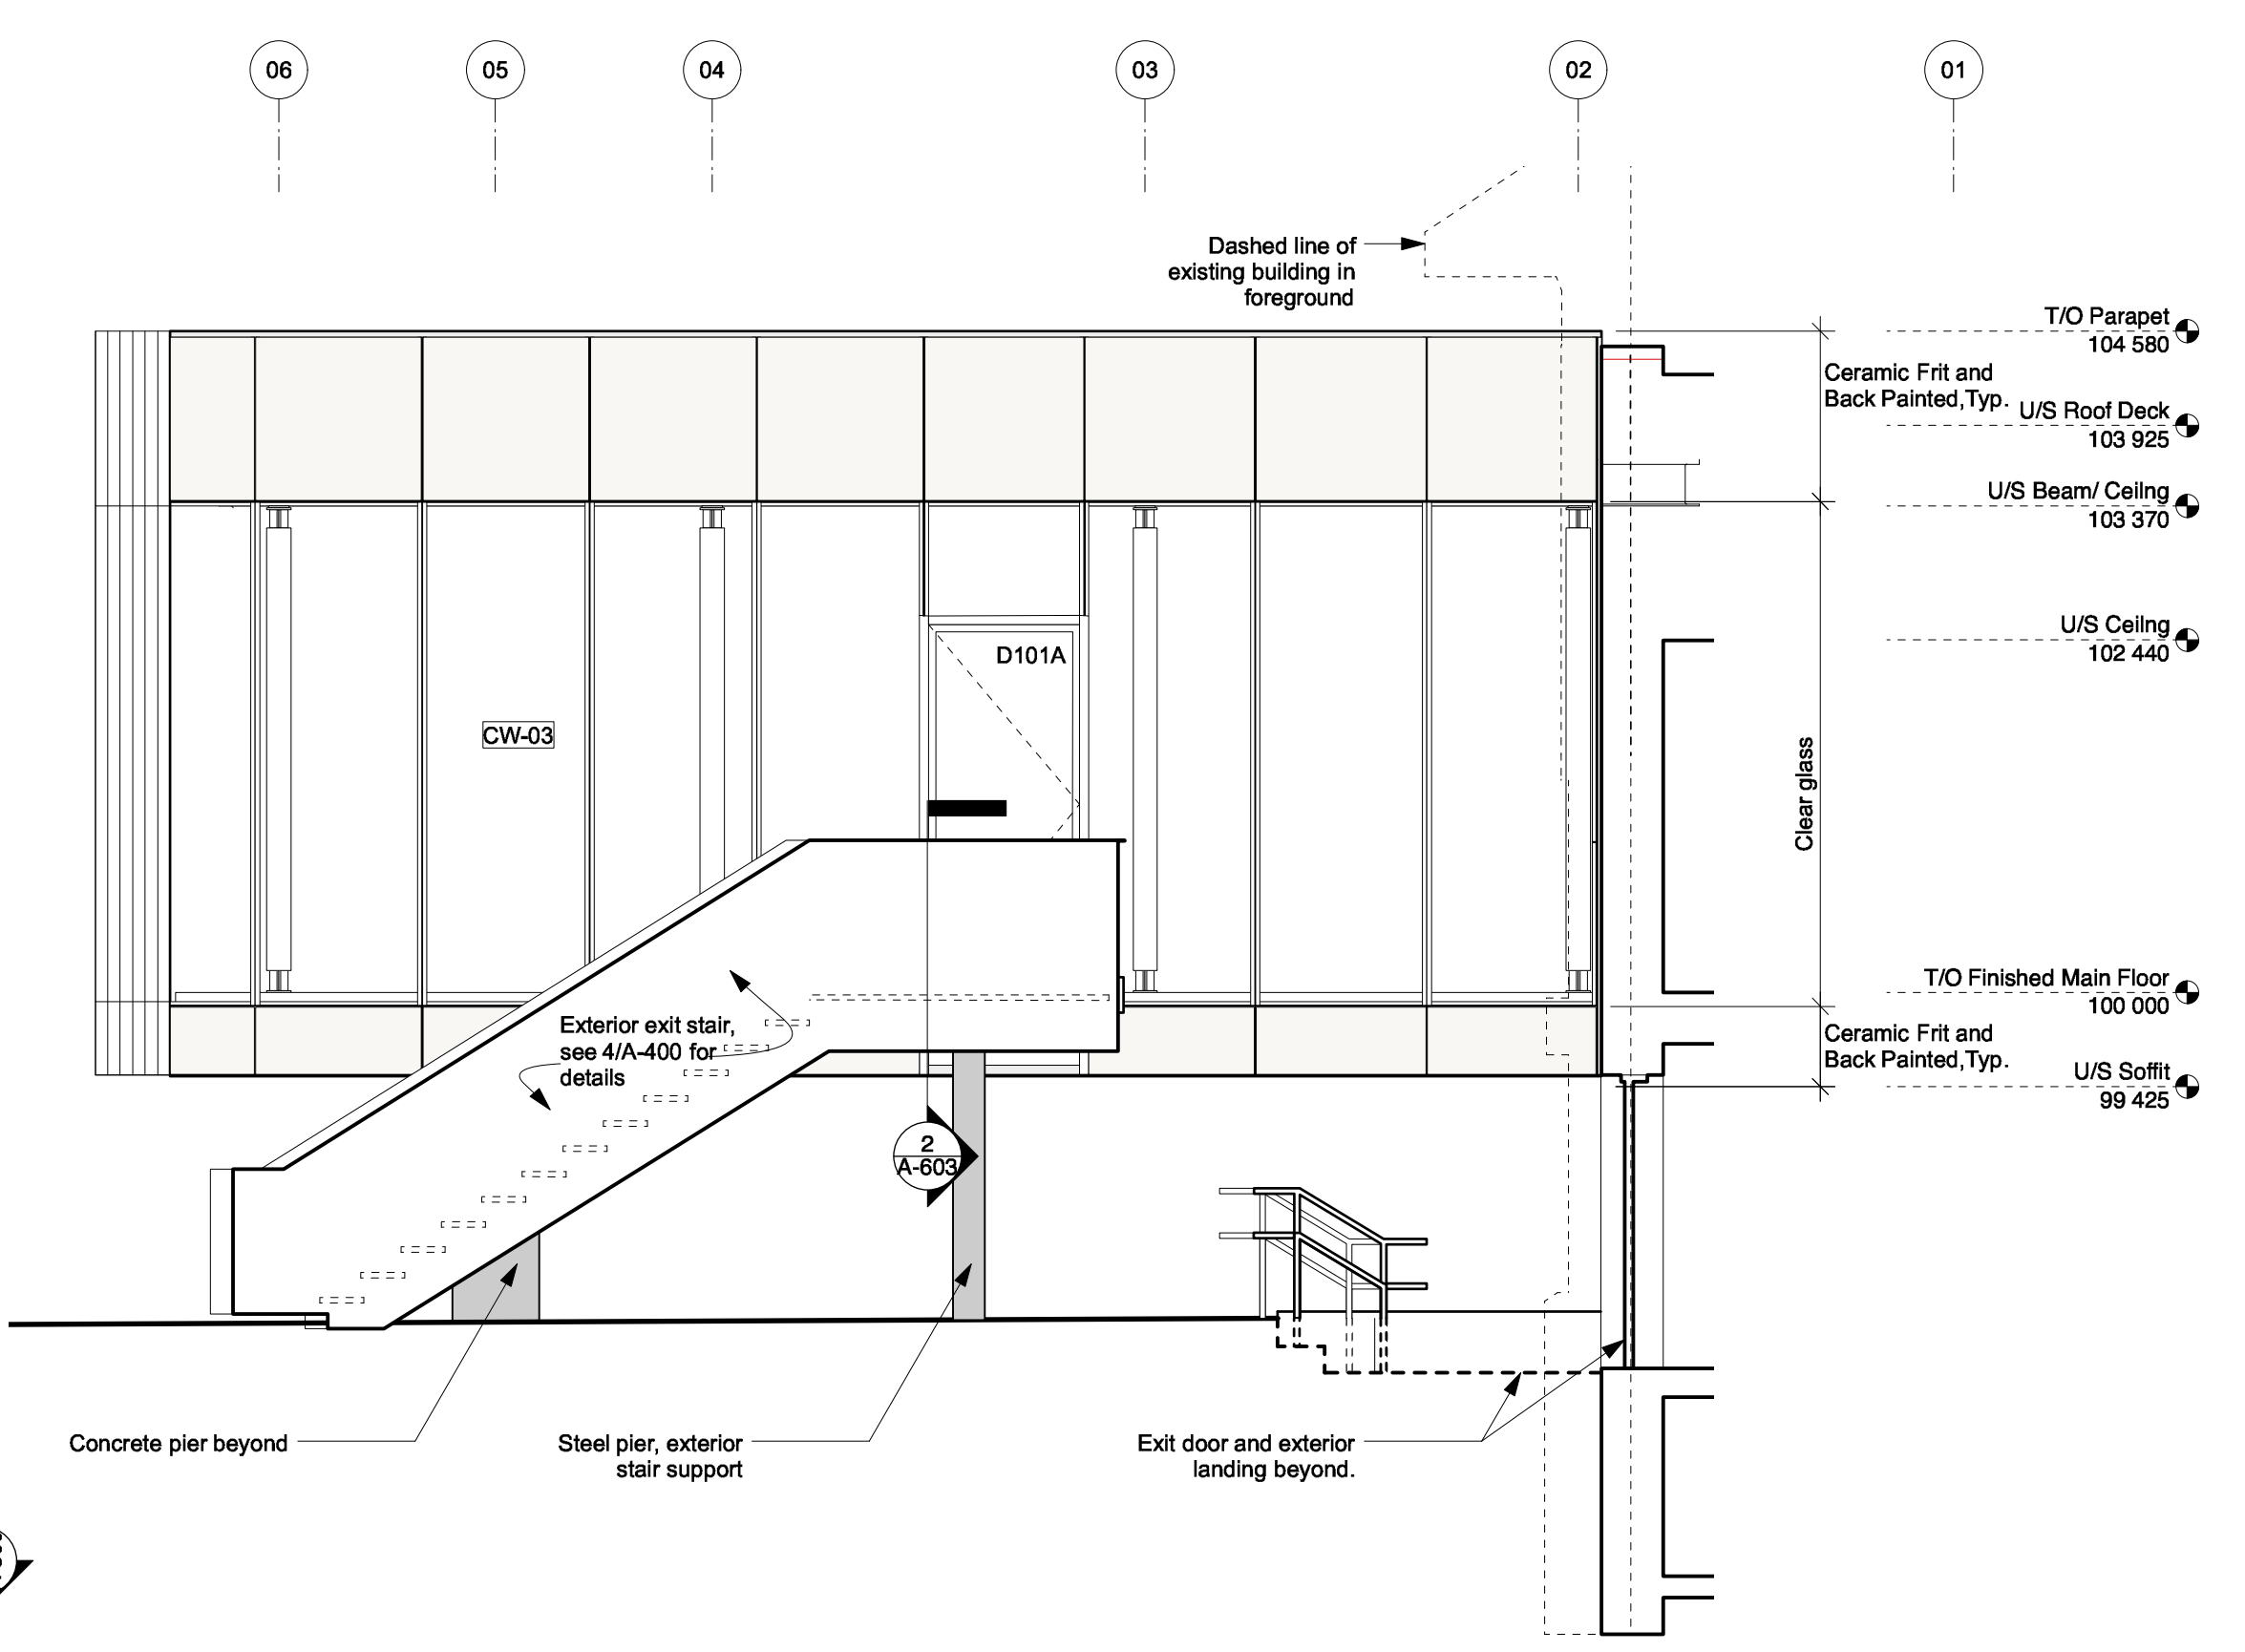 06
05
04
03
02
01
Dashed line of
existing building in
foreground
T/O Parapet
104 580
Ceramic Frit and
Back Painted,Typ.
U/S Roof Deck
103 925
U/S Beam/ Ceilng
103 370
U/S Ceilng
102 440
D101A
CW-03
Clear glass
T/O Finished Main Floor
100 000
Exterior exit stair,
see 4/A-400 for
details
Ceramic Frit and
Back Painted,Typ.
U/S Soffit
99 425
2
A-603
Concrete pier beyond
Steel pier, exterior
stair support
Exit door and exterior
landing beyond.